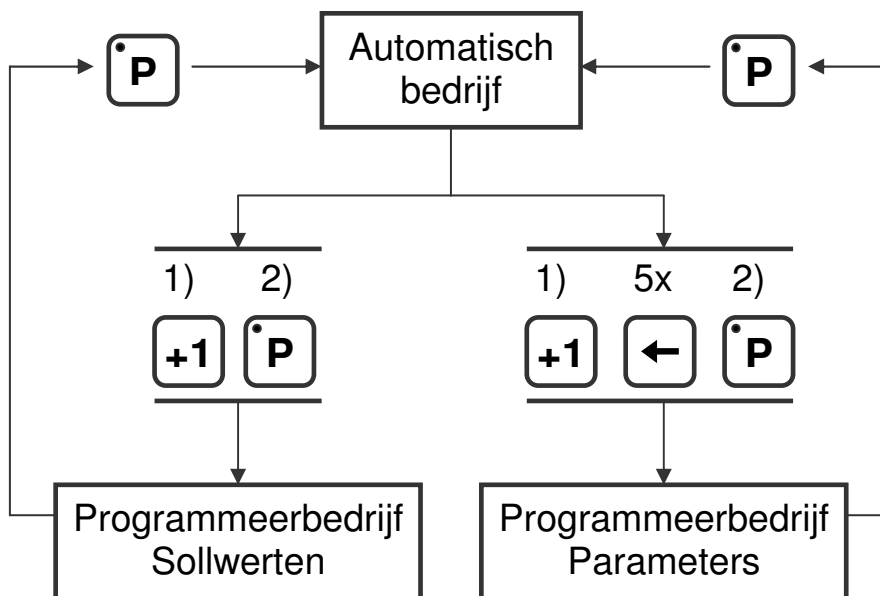 P
Automatisch
bedrijf
P
1) 2)
+1 P
1) 5x 2)
+1 ← P
Programmeerbedrijf
Sollwerten
Programmeerbedrijf
Parameters